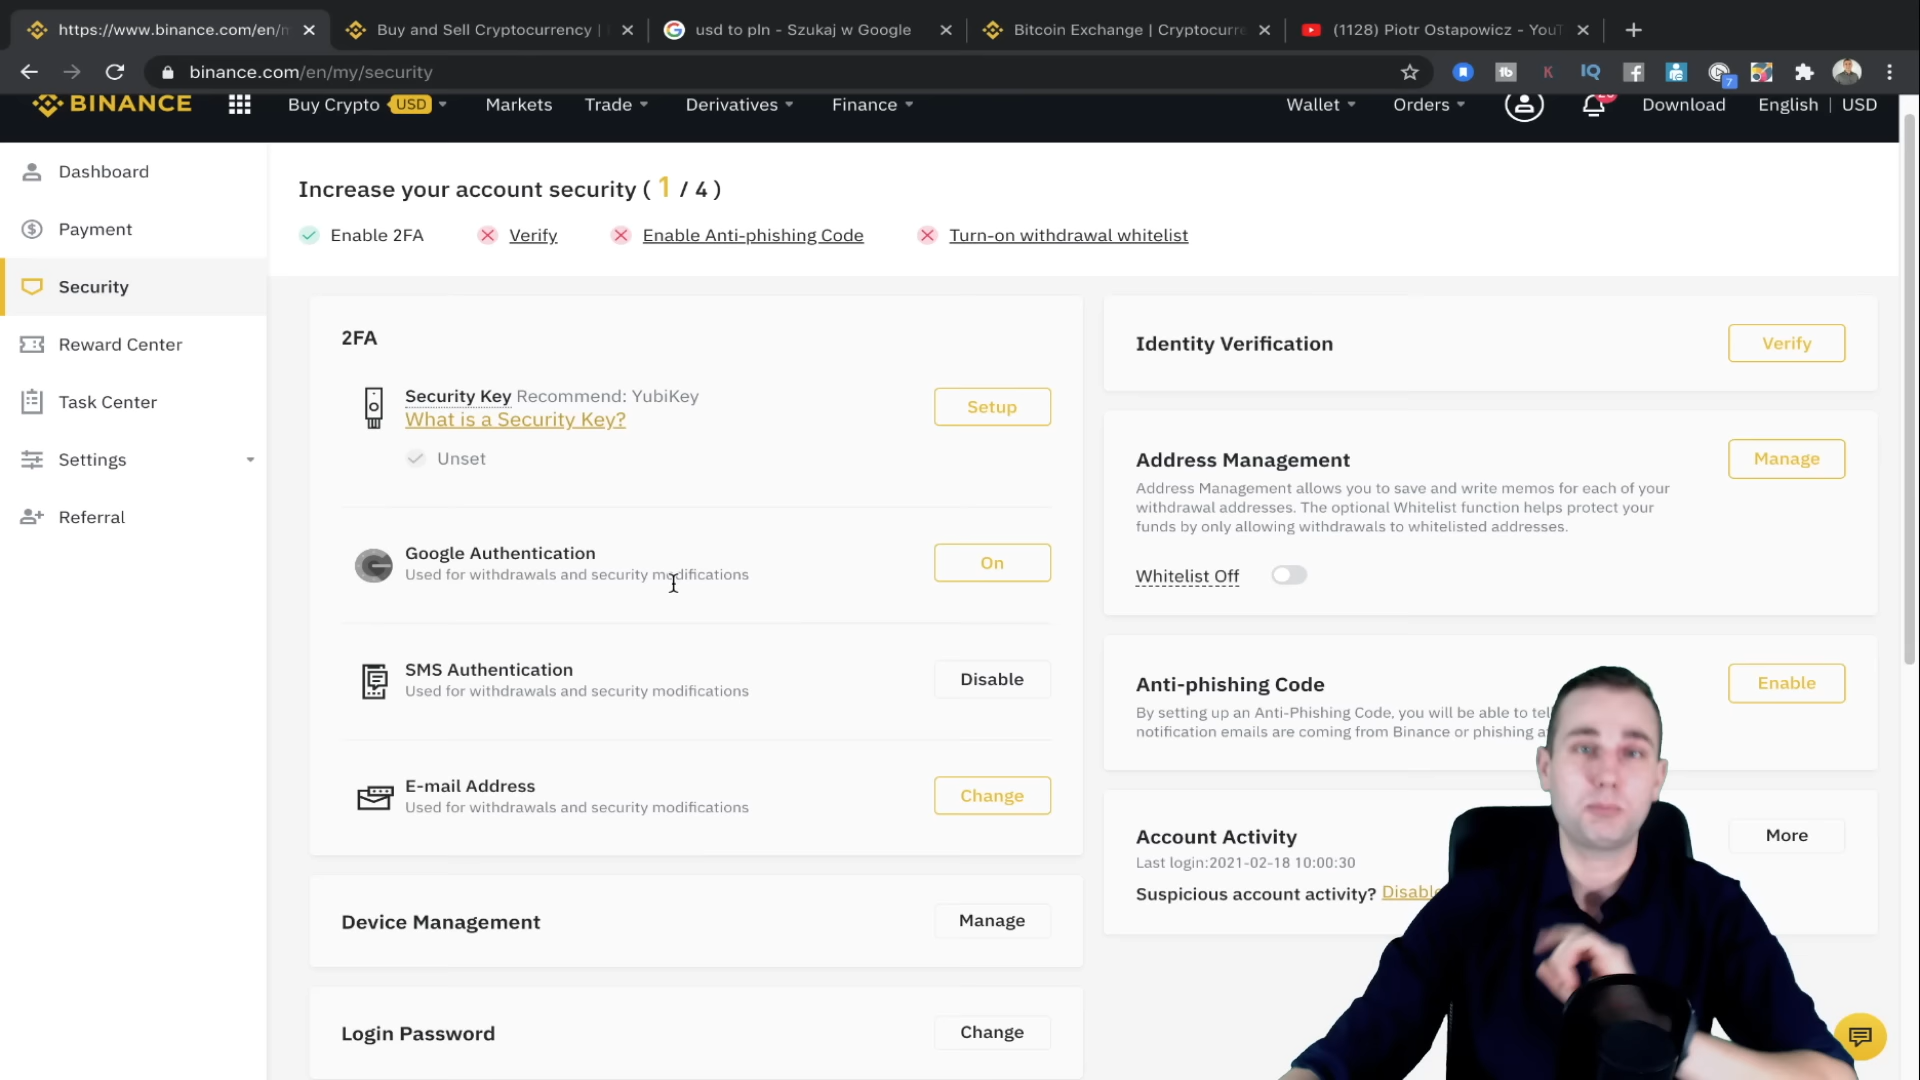 https://www.binance.com/en/m
Buy and Sell Cryptocurrency |
usd to pln - Szukaj w Google
Bitcoin Exchange | Cryptocurre
(1128) Piotr Ostapowicz - YouT
binance.com/en/my/security
BINANCE
Buy Crypto USD
Markets
Trade
Derivatives
Finance
Wallet
Orders
Download
English | USD
Dashboard
Payment
Security
Reward Center
Task Center
Settings
Referral
Increase your account security ( 1 / 4 )
Enable 2FA
Verify
Enable Anti-phishing Code
Turn-on withdrawal whitelist
2FA
Security Key Recommend: YubiKey
What is a Security Key?
Unset
Setup
Google Authentication
Used for withdrawals and security modifications
On
SMS Authentication
Used for withdrawals and security modifications
Disable
E-mail Address
Used for withdrawals and security modifications
Change
Device Management
Manage
Login Password
Change
Identity Verification
Verify
Address Management
Address Management allows you to save and write memos for each of your
withdrawal addresses. The optional Whitelist function helps protect your
funds by only allowing withdrawals to whitelisted addresses.
Manage
Whitelist Off
Anti-phishing Code
By setting up an Anti-Phishing Code, you will be able to tel
notification emails are coming from Binance or phishing a
Enable
Account Activity
Last login:2021-02-18 10:00:30
Suspicious account activity? Disable
More